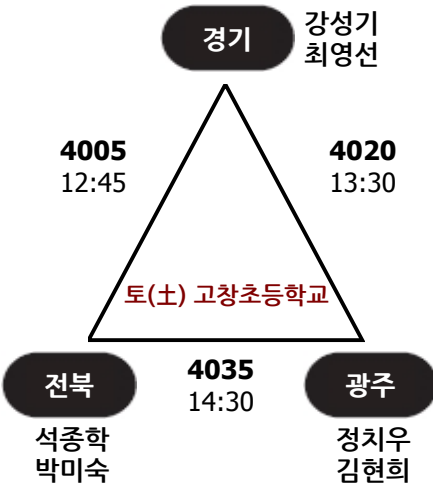 경기
강성기
최영선
4005
12:45
4020
13:30
토(土) 고창초등학교
4035
14:30
전북
석종학
박미숙
광주
정치우
김현희